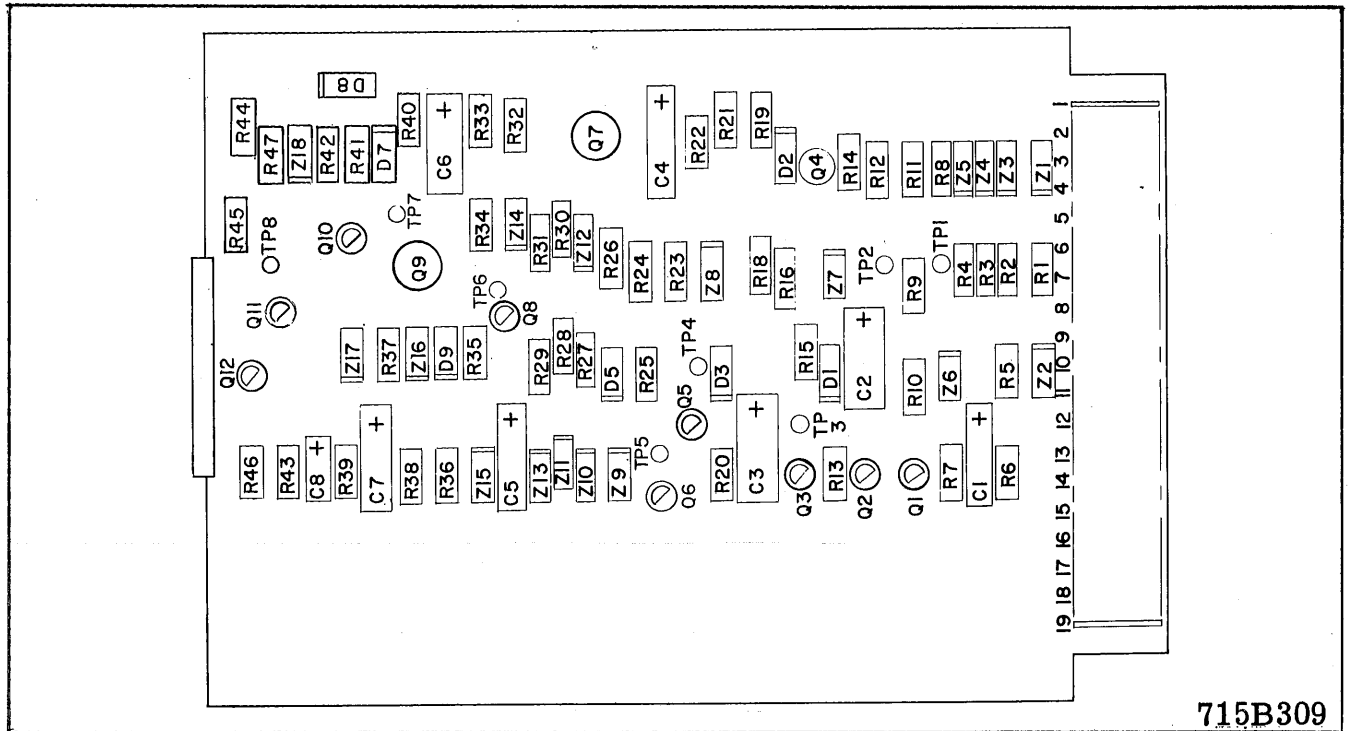 D8
R44
R47
Z18
R42
R41
D7
R40
C6 +
R33
R32
Q7
C4 +
R22
R21
R19
D2
Q4
R14
R12
R11
R8
Z5
Z4
Z3
Z1
R45
TP8
Q10
TP7
Q9
R34
Z14
R31
R30
Z12
R26
R24
R23
Z8
R18
R16
Z7
TP2
R9
TP1
R4
R3
R2
R1
Q11
TP6
Q8
Q12
Z17
R37
Z16
D9
R35
R29
R28
R27
D5
R25
TP4
D3
Q5
R15
D1
C2 +
R10
Z6
R5
Z2
R46
R43
C8 +
R39
C7 +
R38
R36
Z15
C5 +
Z13
Z11
Z10
Z9
TP5
Q6
R20
C3 +
TP
3
Q3
R13
Q2
Q1
R7
C1 +
R6
1
2
3
4
5
6
7
8
9
10
11
12
13
14
15
16
17
18
19
715B309